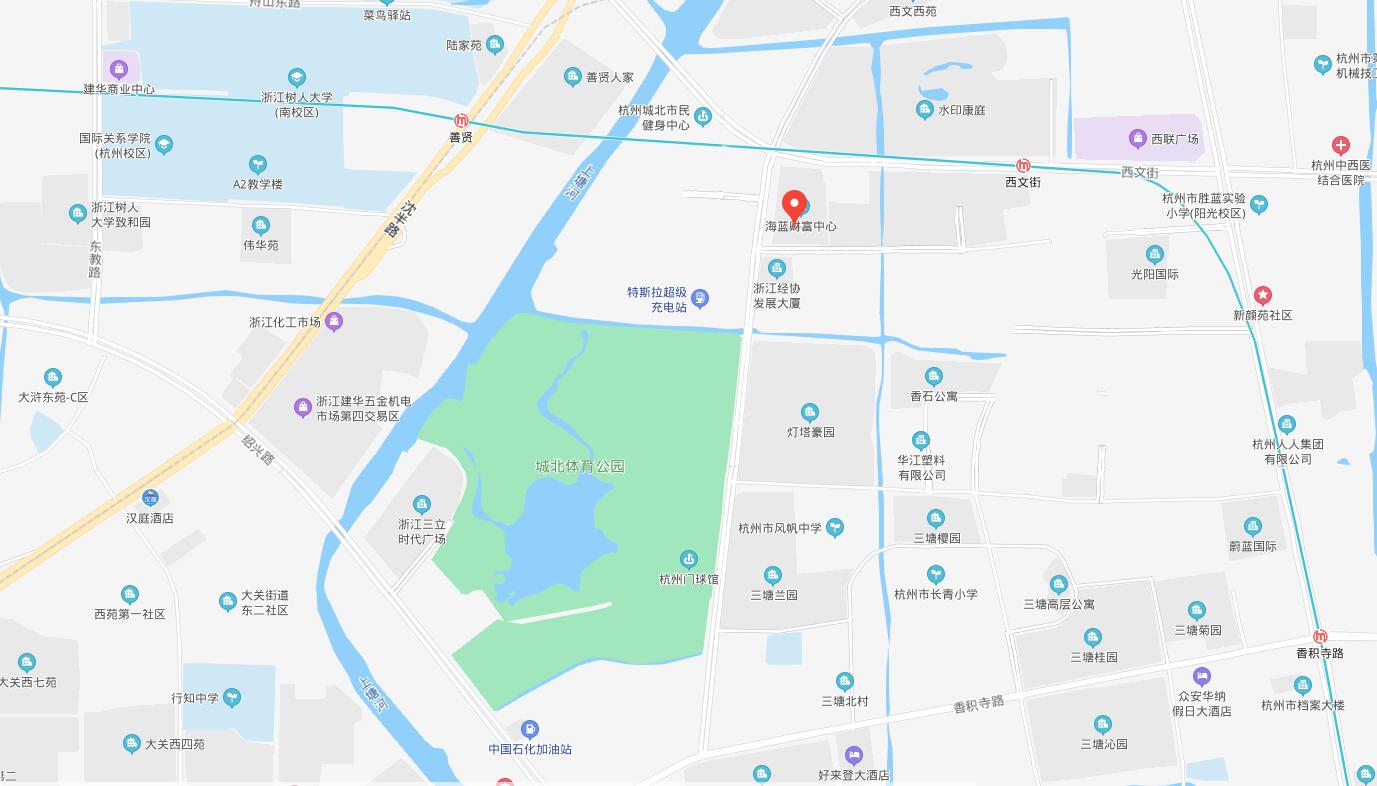 舟山东路
菜鸟驿站
西文西苑
陆家苑
建华商业中心
浙江树人大学
(南校区)
善贤人家
杭州城北市民
健身中心
水印康庭
西联广场
机械技工
善贤
国际关系学院
(杭州校区)
A2教学楼
上塘河
西文街
西文街
杭州中西医
结合医院
浙江树人
大学致和园
伟华苑
沈半路
东教路
海蓝财富中心
杭州市胜蓝实验
小学(阳光校区)
光阳国际
浙江经协
发展大厦
特斯拉超级
充电站
新颜苑社区
浙江化工市场
大浒东苑-C区
浙江建华五金机电
市场第四交易区
香石公寓
灯塔豪园
绍兴路
城北体育公园
华江塑料
有限公司
杭州人人集团
有限公司
汉庭
汉庭酒店
浙江三立
时代广场
杭州市风帆中学
三塘樱园
蔚蓝国际
杭州门球馆
三塘兰园
杭州市长青小学
三塘高层公寓
西苑第一社区
大关街道
东二社区
三塘菊园
三塘桂园
香积寺路
大关西七苑
行知中学
上塘河
三塘北村
香积寺路
众安华纳
假日大酒店
杭州市档案大楼
大关西四苑
中国石化加油站
三塘沁园
好来登大酒店